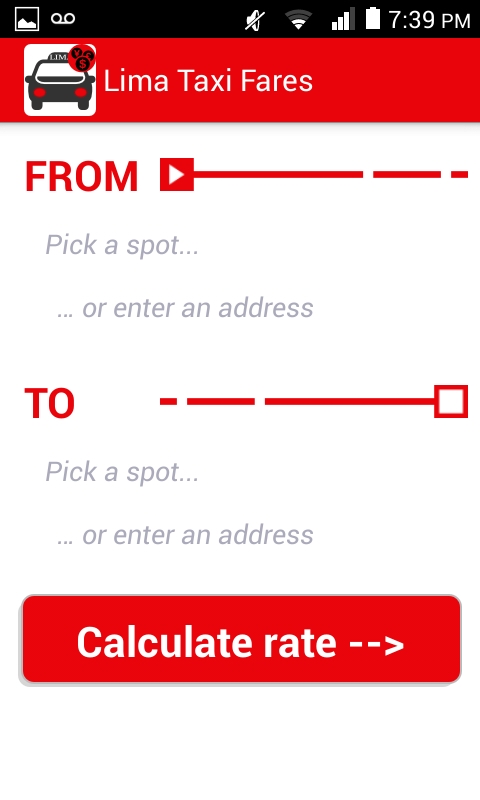 7:39 PM
LIM
Lima Taxi Fares
FROM
Pick a spot...
... or enter an address
TO
Pick a spot...
... or enter an address
Calculate rate -->